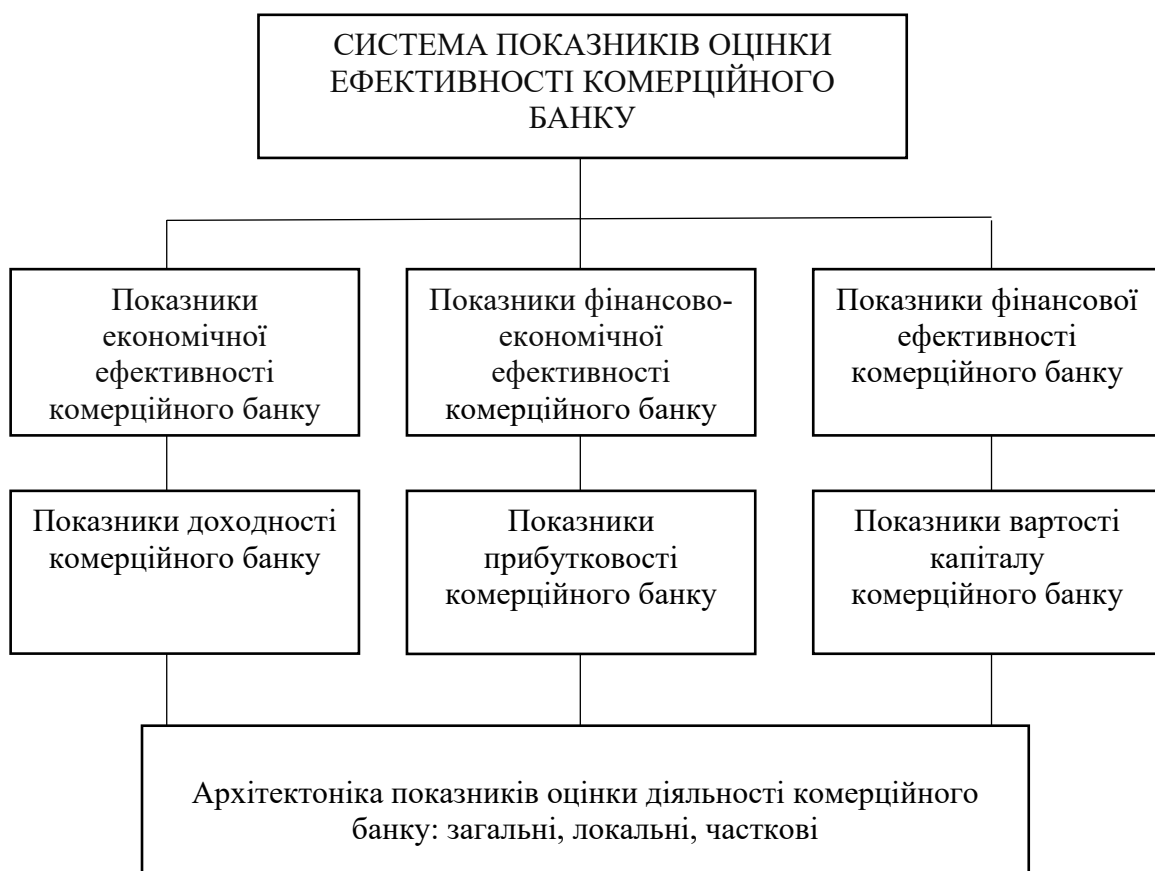 СИСТЕМА ПОКАЗНИКІВ ОЦІНКИ
ЕФЕКТИВНОСТІ КОМЕРЦІЙНОГО
БАНКУ
Показники
економічної
ефективності
комерційного банку
Показники фінансово-
економічної
ефективності
комерційного банку
Показники фінансової
ефективності
комерційного банку
Показники доходності
комерційного банку
Показники
прибутковості
комерційного банку
Показники вартості
капіталу
комерційного банку
Архітектоніка показників оцінки діяльності комерційного
банку: загальні, локальні, часткові